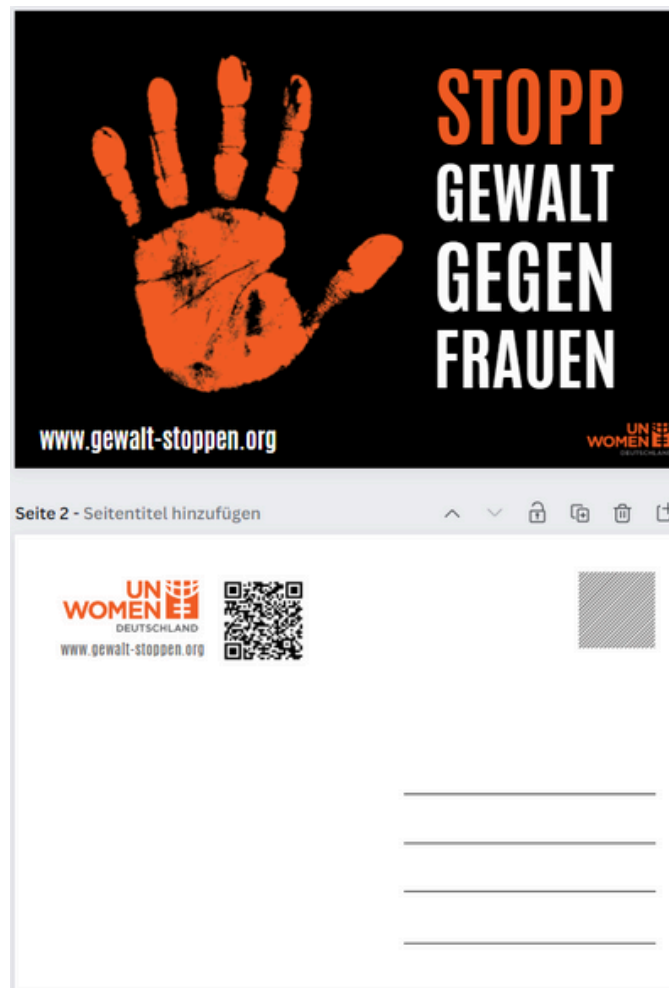 STOPP
GEWALT
GEGEN
FRAUEN
www.gewalt-stoppen.org
UN
WOMEN
DEUTSCHLAND
Seite 2 - Seitentitel hinzufügen
UN
WOMEN
DEUTSCHLAND
www.gewalt-stoppen.org